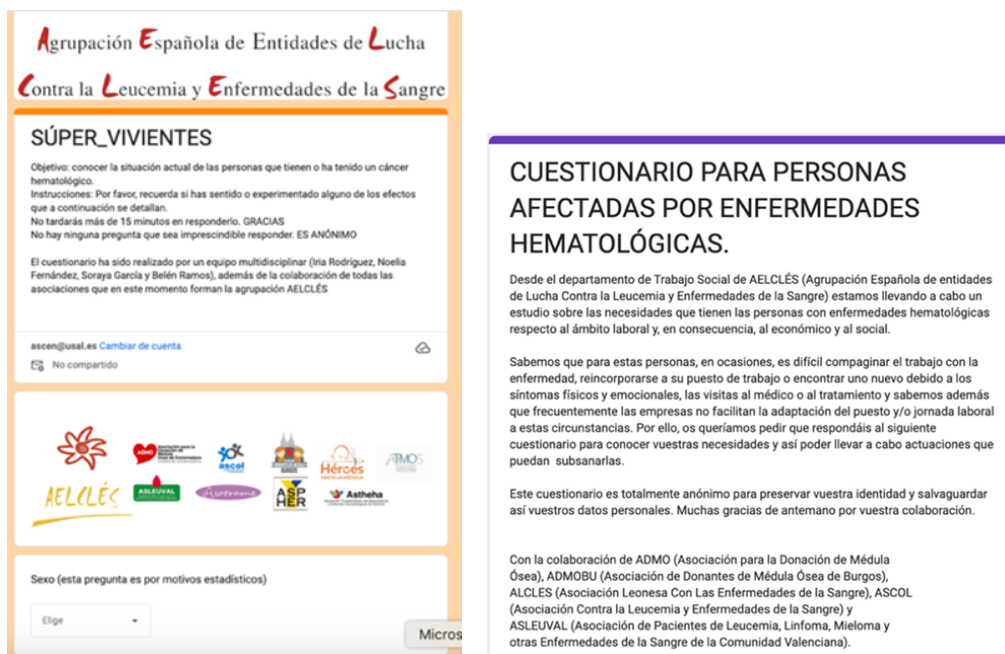 Agrupación Española de Entidades de Lucha
Contra la Leucemia y Enfermedades de la Sangre
SÚPER_VIVIENTES
Objetivo: conocer la situación actual de las personas que tienen o ha tenido un cáncer
hematológico.
Instrucciones: Por favor, recuerda si has sentido o experimentado alguno de los efectos
que a continuación se detallan.
No tardarás más de 15 minutos en responderlo. GRACIAS
No hay ninguna pregunta que sea imprescindible responder. ES ANÓNIMO
El cuestionario ha sido realizado por un equipo multidisciplinar (Iria Rodríguez, Noelia
Fernández, Soraya García y Belén Ramos), además de la colaboración de todas las
asociaciones que en este momento forman la agrupación AELCLÉS
ascen@usal.es Cambiar de cuenta
No compartido
AELCLÉS
ADMO
ascol
Héroes
HASTA LA MÉDULA
ATMOS
ASLEUVAL
ASPHER
Astheha
Sexo (esta pregunta es por motivos estadísticos)
Elige
Micros
CUESTIONARIO PARA PERSONAS
AFECTADAS POR ENFERMEDADES
HEMATOLÓGICAS.
Desde el departamento de Trabajo Social de AELCLÉS (Agrupación Española de entidades
de Lucha Contra la Leucemia y Enfermedades de la Sangre) estamos llevando a cabo un
estudio sobre las necesidades que tienen las personas con enfermedades hematológicas
respecto al ámbito laboral y, en consecuencia, al económico y al social.
Sabemos que para estas personas, en ocasiones, es difícil compaginar el trabajo con la
enfermedad, reincorporarse a su puesto de trabajo o encontrar uno nuevo debido a los
síntomas físicos y emocionales, las visitas al médico o al tratamiento y sabemos además
que frecuentemente las empresas no facilitan la adaptación del puesto y/o jornada laboral
a estas circunstancias. Por ello, os queríamos pedir que respondáis al siguiente
cuestionario para conocer vuestras necesidades y así poder llevar a cabo actuaciones que
puedan subsanarlas.
Este cuestionario es totalmente anónimo para preservar vuestra identidad y salvaguardar
así vuestros datos personales. Muchas gracias de antemano por vuestra colaboración.
Con la colaboración de ADMO (Asociación para la Donación de Médula
Ósea), ADMOBU (Asociación de Donantes de Médula Ósea de Burgos),
ALCLES (Asociación Leonesa Con Las Enfermedades de la Sangre), ASCOL
(Asociación Contra la Leucemia y Enfermedades de la Sangre) y
ASLEUVAL (Asociación de Pacientes de Leucemia, Linfoma, Mieloma y
otras Enfermedades de la Sangre de la Comunidad Valenciana).